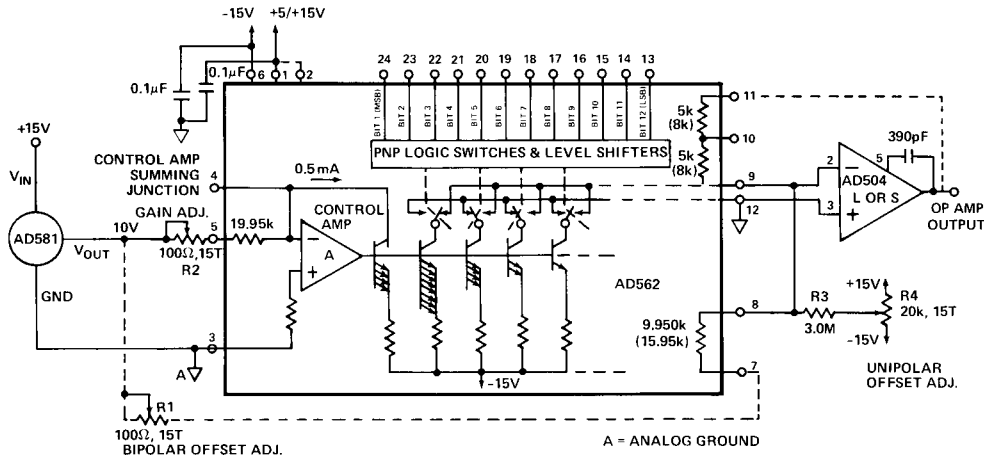 -15V
+5/+15V
0.1μF
0.1μF
6
1
2
24
23
22
21
20
19
18
17
16
15
14
13
BIT 1 (MSB)
BIT 2
BIT 3
BIT 4
BIT 5
BIT 6
BIT 7
BIT 8
BIT 9
BIT 10
BIT 11
BIT 12 (LSB)
PNP LOGIC SWITCHES & LEVEL SHIFTERS
5k
(8k)
11
10
5k
(8k)
390pF
+15V
VIN
CONTROL AMP
SUMMING
JUNCTION
4
0.5mA
9
12
2
3
5
AD504
L OR S
OP AMP
OUTPUT
AD581
10V
VOUT
GAIN ADJ.
100Ω, 15T
R2
5
19.95k
CONTROL
AMP
A
AD562
GND
3
A
-15V
9.950k
(15.95k)
8
7
R3
3.0M
+15V
R4
20k, 15T
-15V
UNIPOLAR
OFFSET ADJ.
R1
100Ω, 15T
BIPOLAR OFFSET ADJ.
A = ANALOG GROUND